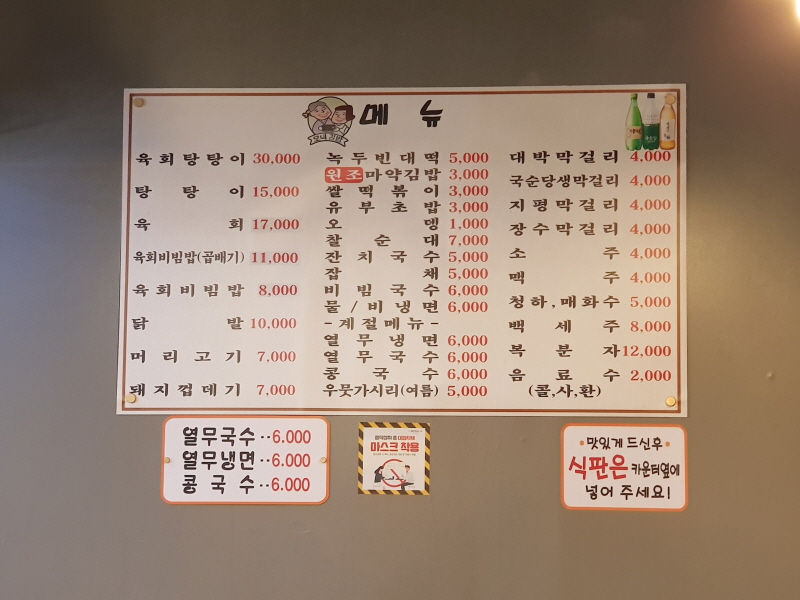 메 뉴
육회탕탕이 30,000
탕탕이 15,000
육회 17,000
육회비빔밥(곱배기) 11,000
육회비빔밥 8,000
닭발 10,000
머리고기 7,000
돼지껍데기 7,000
녹두빈대떡 5,000
원조마약김밥 3,000
쌀떡볶이 3,000
유부초밥 3,000
오뎅 1,000
찰순대 7,000
잔치국수 5,000
잡채 5,000
비빔국수 6,000
물/비냉면 6,000
-계절메뉴-
열무냉면 6,000
열무국수 6,000
콩국수 6,000
우뭇가시리(여름) 5,000
대박막걸리 4,000
국순당생막걸리 4,000
지평막걸리 4,000
장수막걸리 4,000
소주 4,000
맥주 4,000
청하,매화수 5,000
백세주 8,000
복분자 12,000
음료수 2,000
(콜,사,환)
열무국수··6.000
열무냉면··6.000
콩국수··6.000
마스크 착용
맛있게 드신후
식판은 카운터옆에
넣어 주세요!